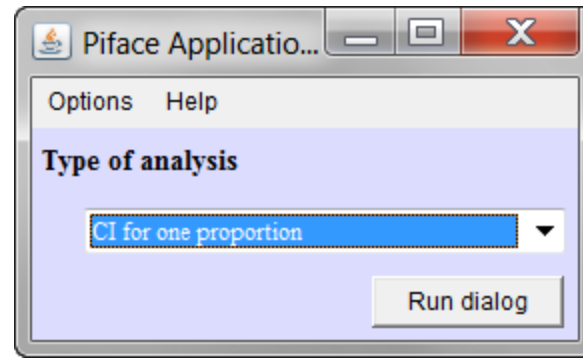 Piface Applicatio...
Options Help
Type of analysis
CI for one proportion
Run dialog